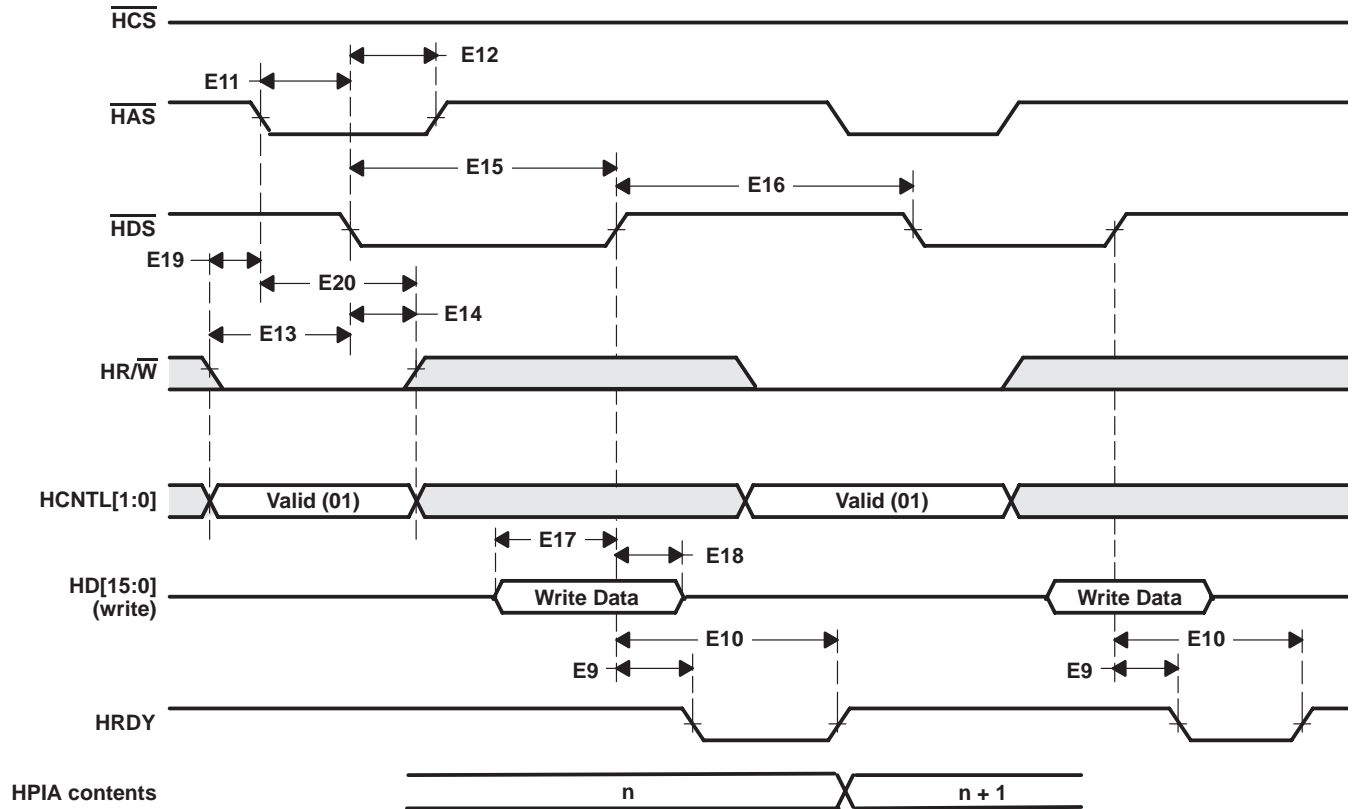 HCS
E12
E11
HAS
E15
E16
HDS
E19
E20
E14
E13
HR/W
HCNTL[1:0] Valid (01) Valid (01)
E17
E18
HD[15:0]
(write)
Write Data Write Data
E10 E10
E9 E9
HRDY
HPIA contents n n + 1